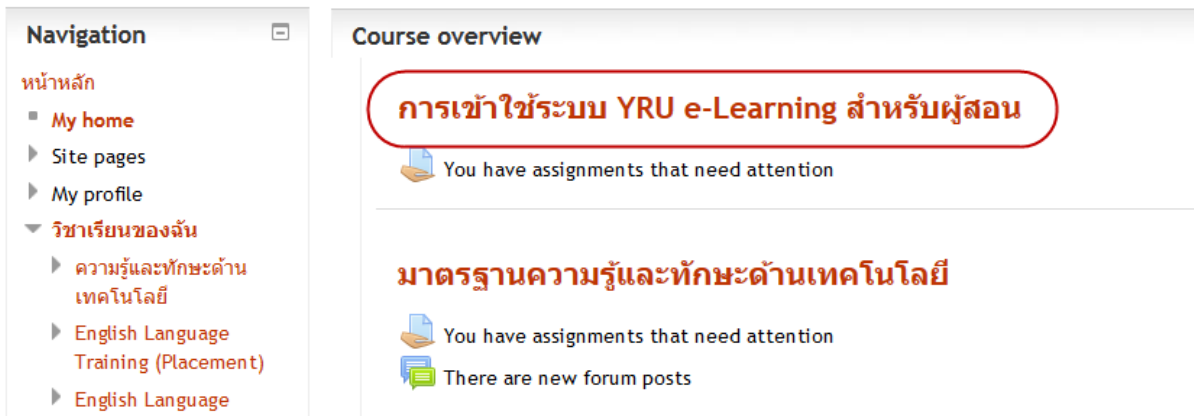 Navigation
หน้าหลัก
My home
Site pages
My profile
วิชาเรียนของฉัน
ความรู้และทักษะด้าน
เทคโนโลยี
English Language
Training (Placement)
English Language
Course overview
การเข้าใช้ระบบ YRU e-Learning สำหรับผู้สอน
You have assignments that need attention
มาตรฐานความรู้และทักษะด้านเทคโนโลยี
You have assignments that need attention
There are new forum posts